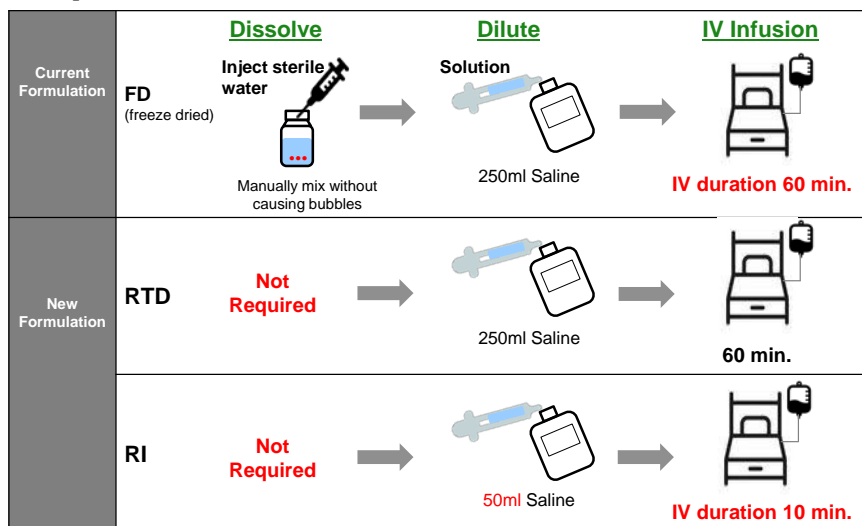 Dissolve
Dilute
IV Infusion
Current
Formulation
FD
(freeze dried)
Inject sterile
water
Manually mix without
causing bubbles
Solution
250ml Saline
IV duration 60 min.
New
Formulation
RTD
Not
Required
250ml Saline
60 min.
RI
Not
Required
50ml Saline
IV duration 10 min.